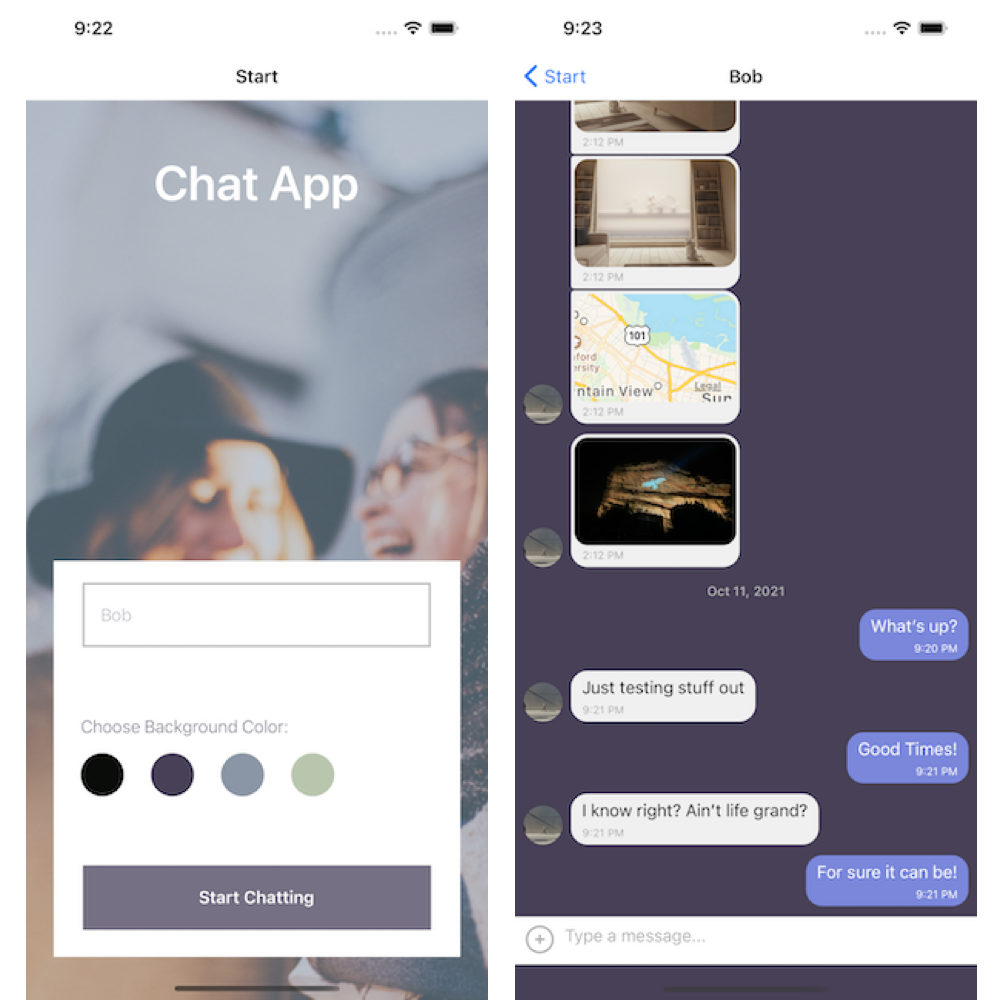 9:22
Start
Chat App
Bob
Choose Background Color:
Start Chatting
9:23
Start
Bob
2:12 PM
2:12 PM
101
ntain View
Legal
2:12 PM
2:12 PM
Oct 11, 2021
What's up?
9:20 PM
Just testing stuff out
9:21 PM
Good Times!
9:21 PM
I know right? Ain't life grand?
9:21 PM
For sure it can be!
9:21 PM
Type a message...